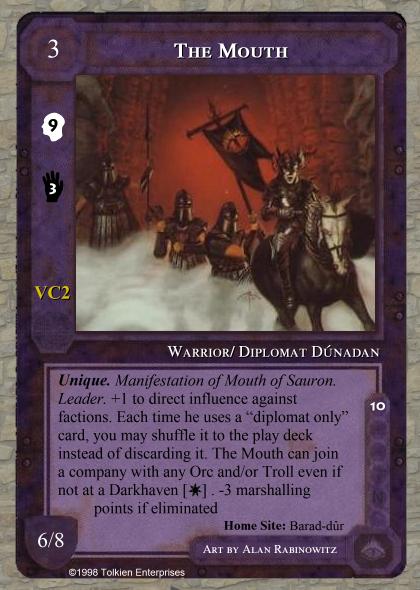 3
THE MOUTH
9
3
VC2
WARRIOR/ DIPLOMAT DÚNADAN
Unique. Manifestation of Mouth of Sauron.
Leader. +1 to direct influence against
factions. Each time he uses a “diplomat only”
card, you may shuffle it to the play deck
instead of discarding it. The Mouth can join
a company with any Orc and/or Troll even if
not at a Darkhaven [✷] . -3 marshalling
points if eliminated
10
Home Site: Barad-dûr
6/8
ART BY ALAN RABINOWITZ
©1998 Tolkien Enterprises